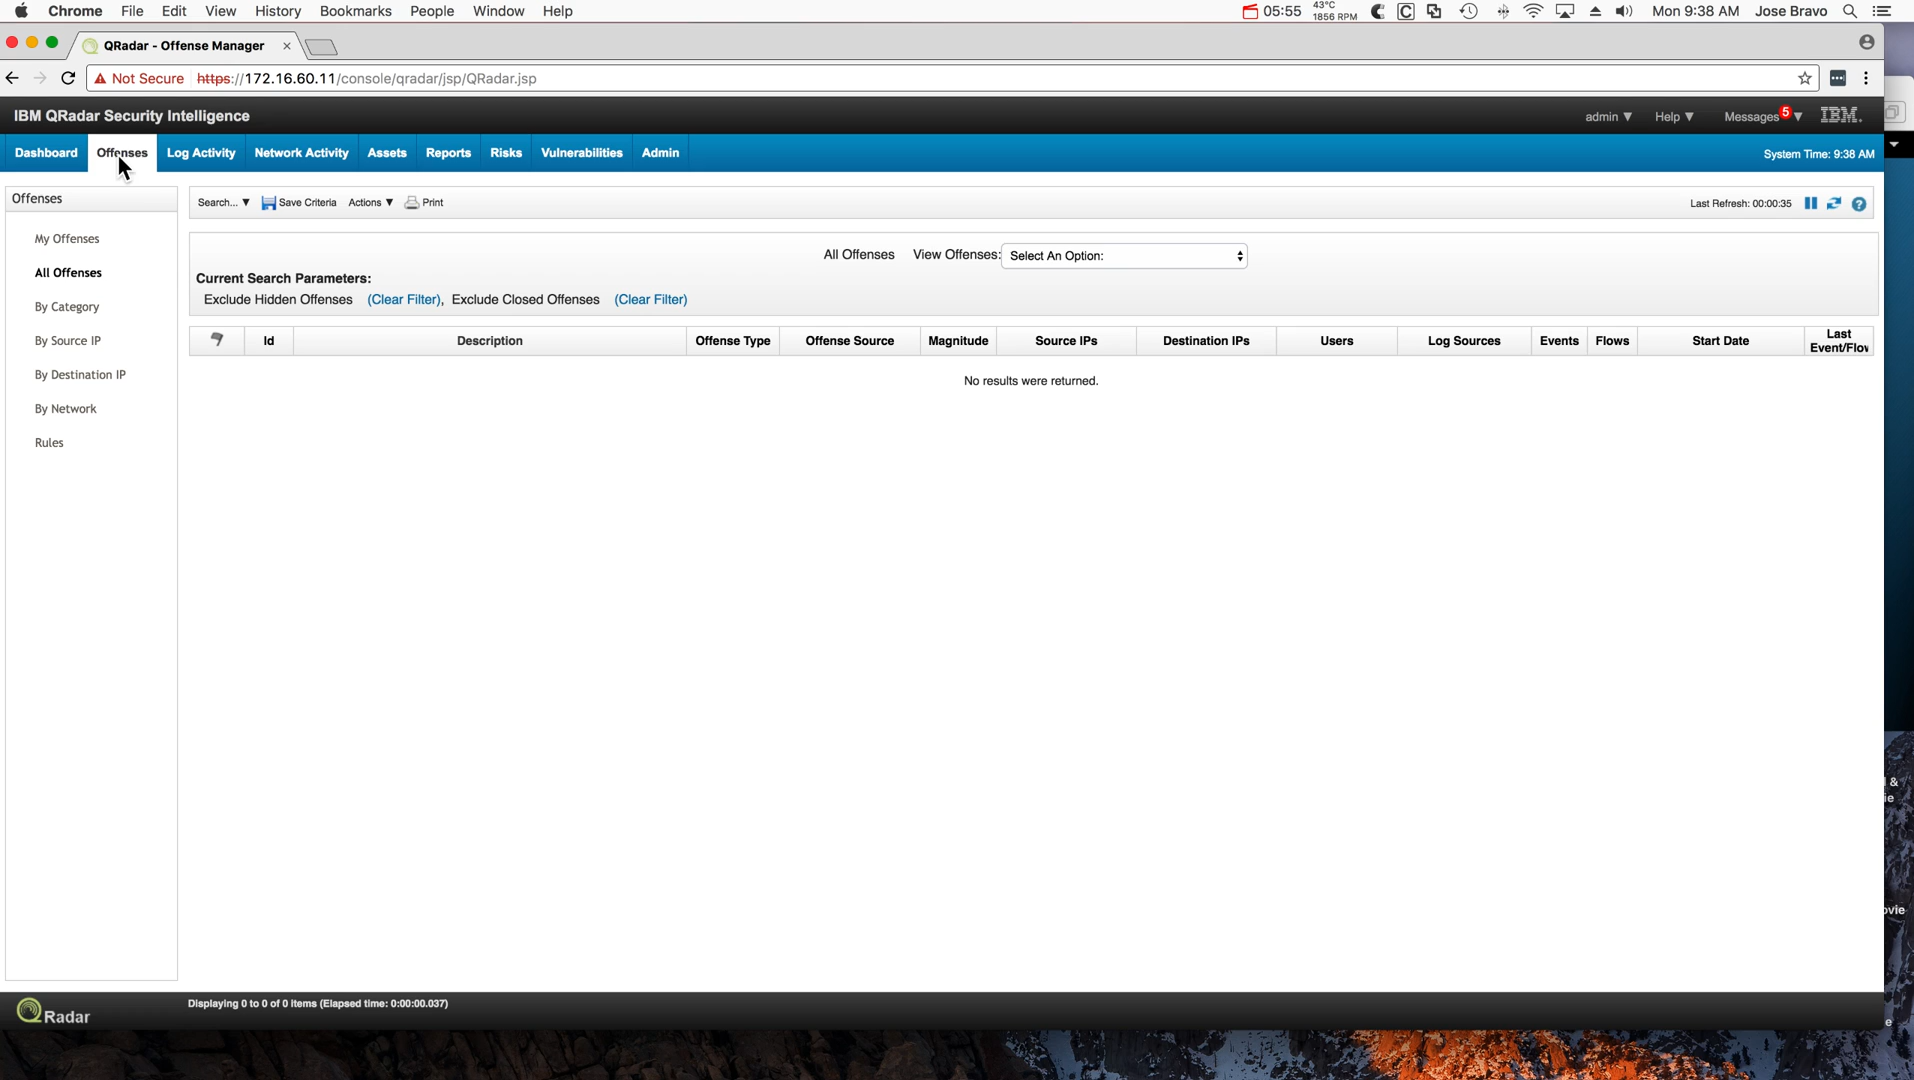 Chrome File Edit View History Bookmarks People Window Help 05:55 43°C 1856 RPM Mon 9:38 AM Jose Bravo
QRadar - Offense Manager
Not Secure https://172.16.60.11/console/qradar/jsp/QRadar.jsp
IBM QRadar Security Intelligence admin ▼ Help ▼ Messages 5 ▼ IBM.
Dashboard Offenses Log Activity Network Activity Assets Reports Risks Vulnerabilities Admin System Time: 9:38 AM
Offenses
My Offenses
All Offenses
By Category
By Source IP
By Destination IP
By Network
Rules
Search... ▼ Save Criteria Actions ▼ Print Last Refresh: 00:00:35
All Offenses View Offenses: Select An Option:
Current Search Parameters:
Exclude Hidden Offenses (Clear Filter), Exclude Closed Offenses (Clear Filter)
Id Description Offense Type Offense Source Magnitude Source IPs Destination IPs Users Log Sources Events Flows Start Date Last
Event/Flow
No results were returned.
l &
ie
ovie
e
QRadar Displaying 0 to 0 of 0 items (Elapsed time: 0:00:00.037)